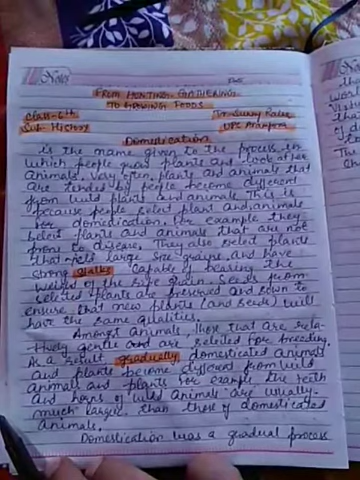 Notes
DATE
FROM HUNTING-GATHERING
TO GROWING FOODS
Class-6th
Sub History
Domestication
is the name given to the process in
which people grow plants and look after
animals. Very often, plants and animals that
are tended by people become different
from wild plants and animals. This is
because people select plant and animals
for domestication. For example they
select plants and animals that are not
prone to disease. They also select plants
that yield large size grains, and have
strong stalks capable of bearing the
weight of the ripe grain. Seeds from
selected plants are preserved and sown to
ensure that new plants (and seeds) will
have the same qualities.
Amongst animals, those that are rela-
tively gentle are selected for breeding.
As a result gradually, domesticated animals
and plants become different from wild
animals and plants. For example, the teeth
and horns of wild animals are usually
much larger than those of domesticated
animals.
Domestication was a gradual process
Notes